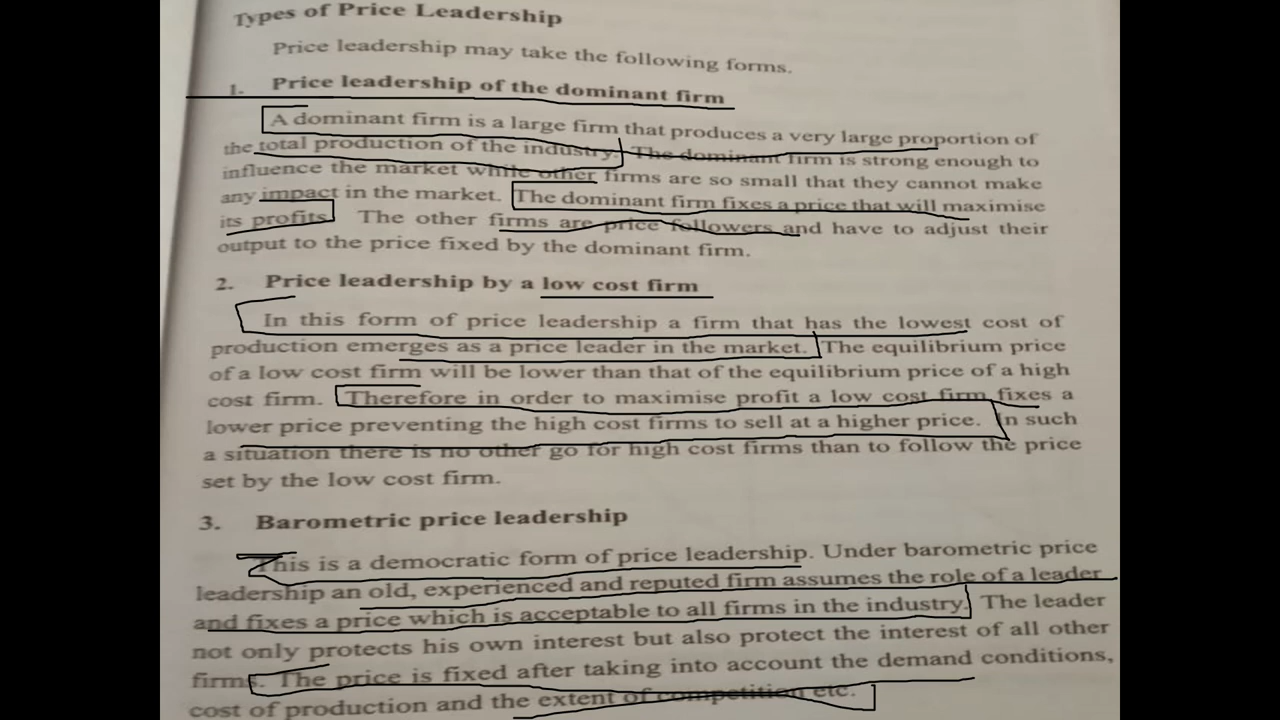 Types of Price Leadership
Price leadership may take the following forms.
1. Price leadership of the dominant firm
A dominant firm is a large firm that produces a very large proportion of
the total production of the industry. The dominant firm is strong enough to
influence the market while other firms are so small that they cannot make
any impact in the market. The dominant firm fixes a price that will maximise
its profits. The other firms are price followers and have to adjust their
output to the price fixed by the dominant firm.
2. Price leadership by a low cost firm
In this form of price leadership a firm that has the lowest cost of
production emerges as a price leader in the market. The equilibrium price
of a low cost firm will be lower than that of the equilibrium price of a high
cost firm. Therefore in order to maximise profit a low cost firm fixes a
lower price preventing the high cost firms to sell at a higher price. In such
a situation there is no other go for high cost firms than to follow the price
set by the low cost firm.
3. Barometric price leadership
This is a democratic form of price leadership. Under barometric price
leadership an old, experienced and reputed firm assumes the role of a leader
and fixes a price which is acceptable to all firms in the industry. The leader
not only protects his own interest but also protect the interest of all other
firms. The price is fixed after taking into account the demand conditions,
cost of production and the extent of competition etc.